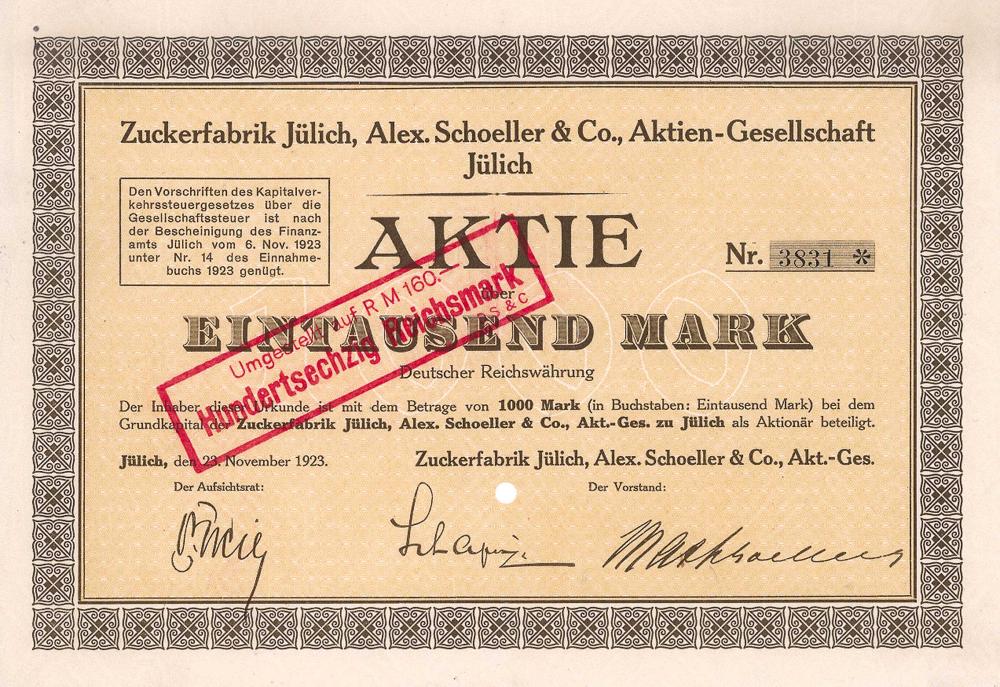 Zuckerfabrik Jülich, Alex. Schoeller & Co., Aktien-Gesellschaft
Jülich
Den Vorschriften des Kapitalver-
kehrssteuergesetzes über die
Gesellschaftssteuer ist nach
der Bescheinigung des Finanz-
amts Jülich vom 6. Nov. 1923
unter Nr. 14 des Einnahme-
buchs 1923 genügt.
AKTIE
Nr. 3831 *
über
EINTAUSEND MARK
Deutscher Reichswährung
Umgestellt auf R M 160.—
Hundertsechzig Reichsmark
Der Inhaber dieser Urkunde ist mit dem Betrage von 1000 Mark (in Buchstaben: Eintausend Mark) bei dem
Grundkapital der Zuckerfabrik Jülich, Alex. Schoeller & Co., Akt.-Ges. zu Jülich als Aktionär beteiligt.
Jülich, den 23. November 1923.
Zuckerfabrik Jülich, Alex. Schoeller & Co., Akt.-Ges.
Der Aufsichtsrat:
Der Vorstand: